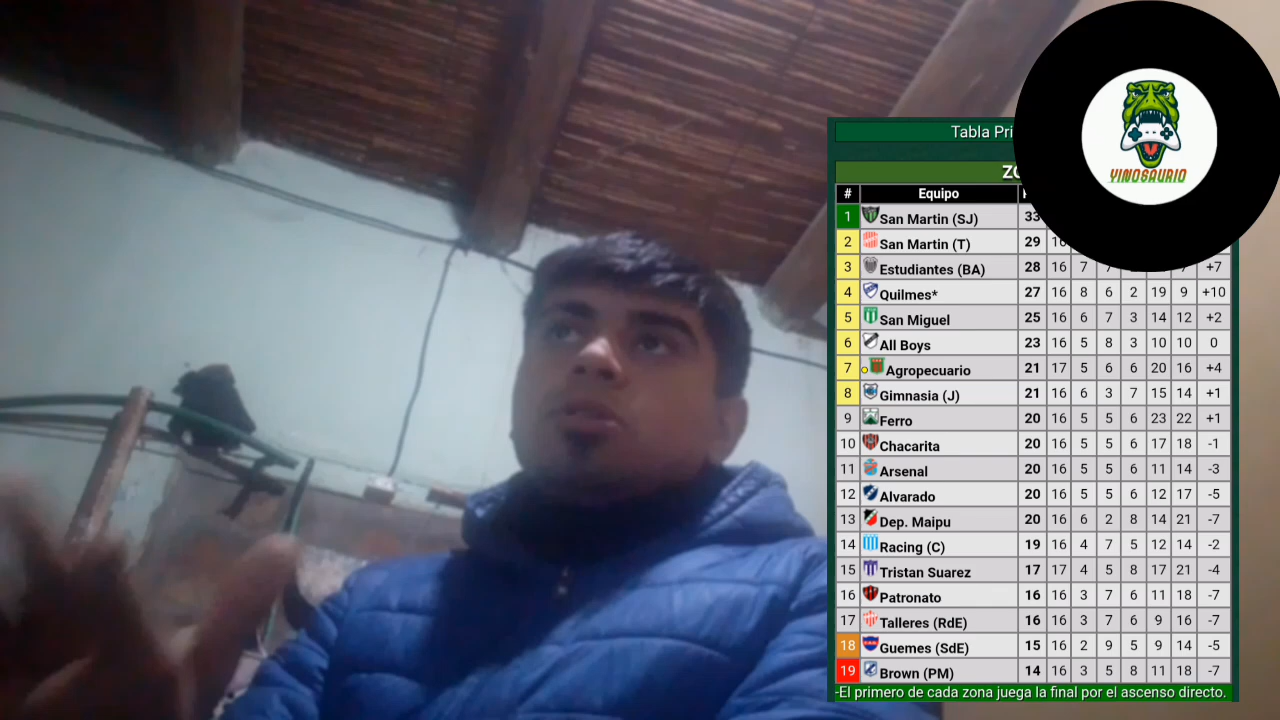 YINOSAURIO
Tabla Pri
# Equipo
1 San Martin (SJ) 33
2 San Martin (T) 29
3 Estudiantes (BA) 28 16 7 +7
4 Quilmes* 27 16 8 6 2 19 9 +10
5 San Miguel 25 16 6 7 3 14 12 +2
6 All Boys 23 16 5 8 3 10 10 0
7 Agropecuario 21 17 5 6 6 20 16 +4
8 Gimnasia (J) 21 16 6 3 7 15 14 +1
9 Ferro 20 16 5 5 6 23 22 +1
10 Chacarita 20 16 5 5 6 17 18 -1
11 Arsenal 20 16 5 5 6 11 14 -3
12 Alvarado 20 16 5 5 6 12 17 -5
13 Dep. Maipu 20 16 6 2 8 14 21 -7
14 Racing (C) 19 16 4 7 5 12 14 -2
15 Tristan Suarez 17 17 4 5 8 17 21 -4
16 Patronato 16 16 3 7 6 11 18 -7
17 Talleres (RdE) 16 16 3 7 6 9 16 -7
18 Guemes (SdE) 15 16 2 9 5 9 14 -5
19 Brown (PM) 14 16 3 5 8 11 18 -7
-El primero de cada zona juega la final por el ascenso directo.